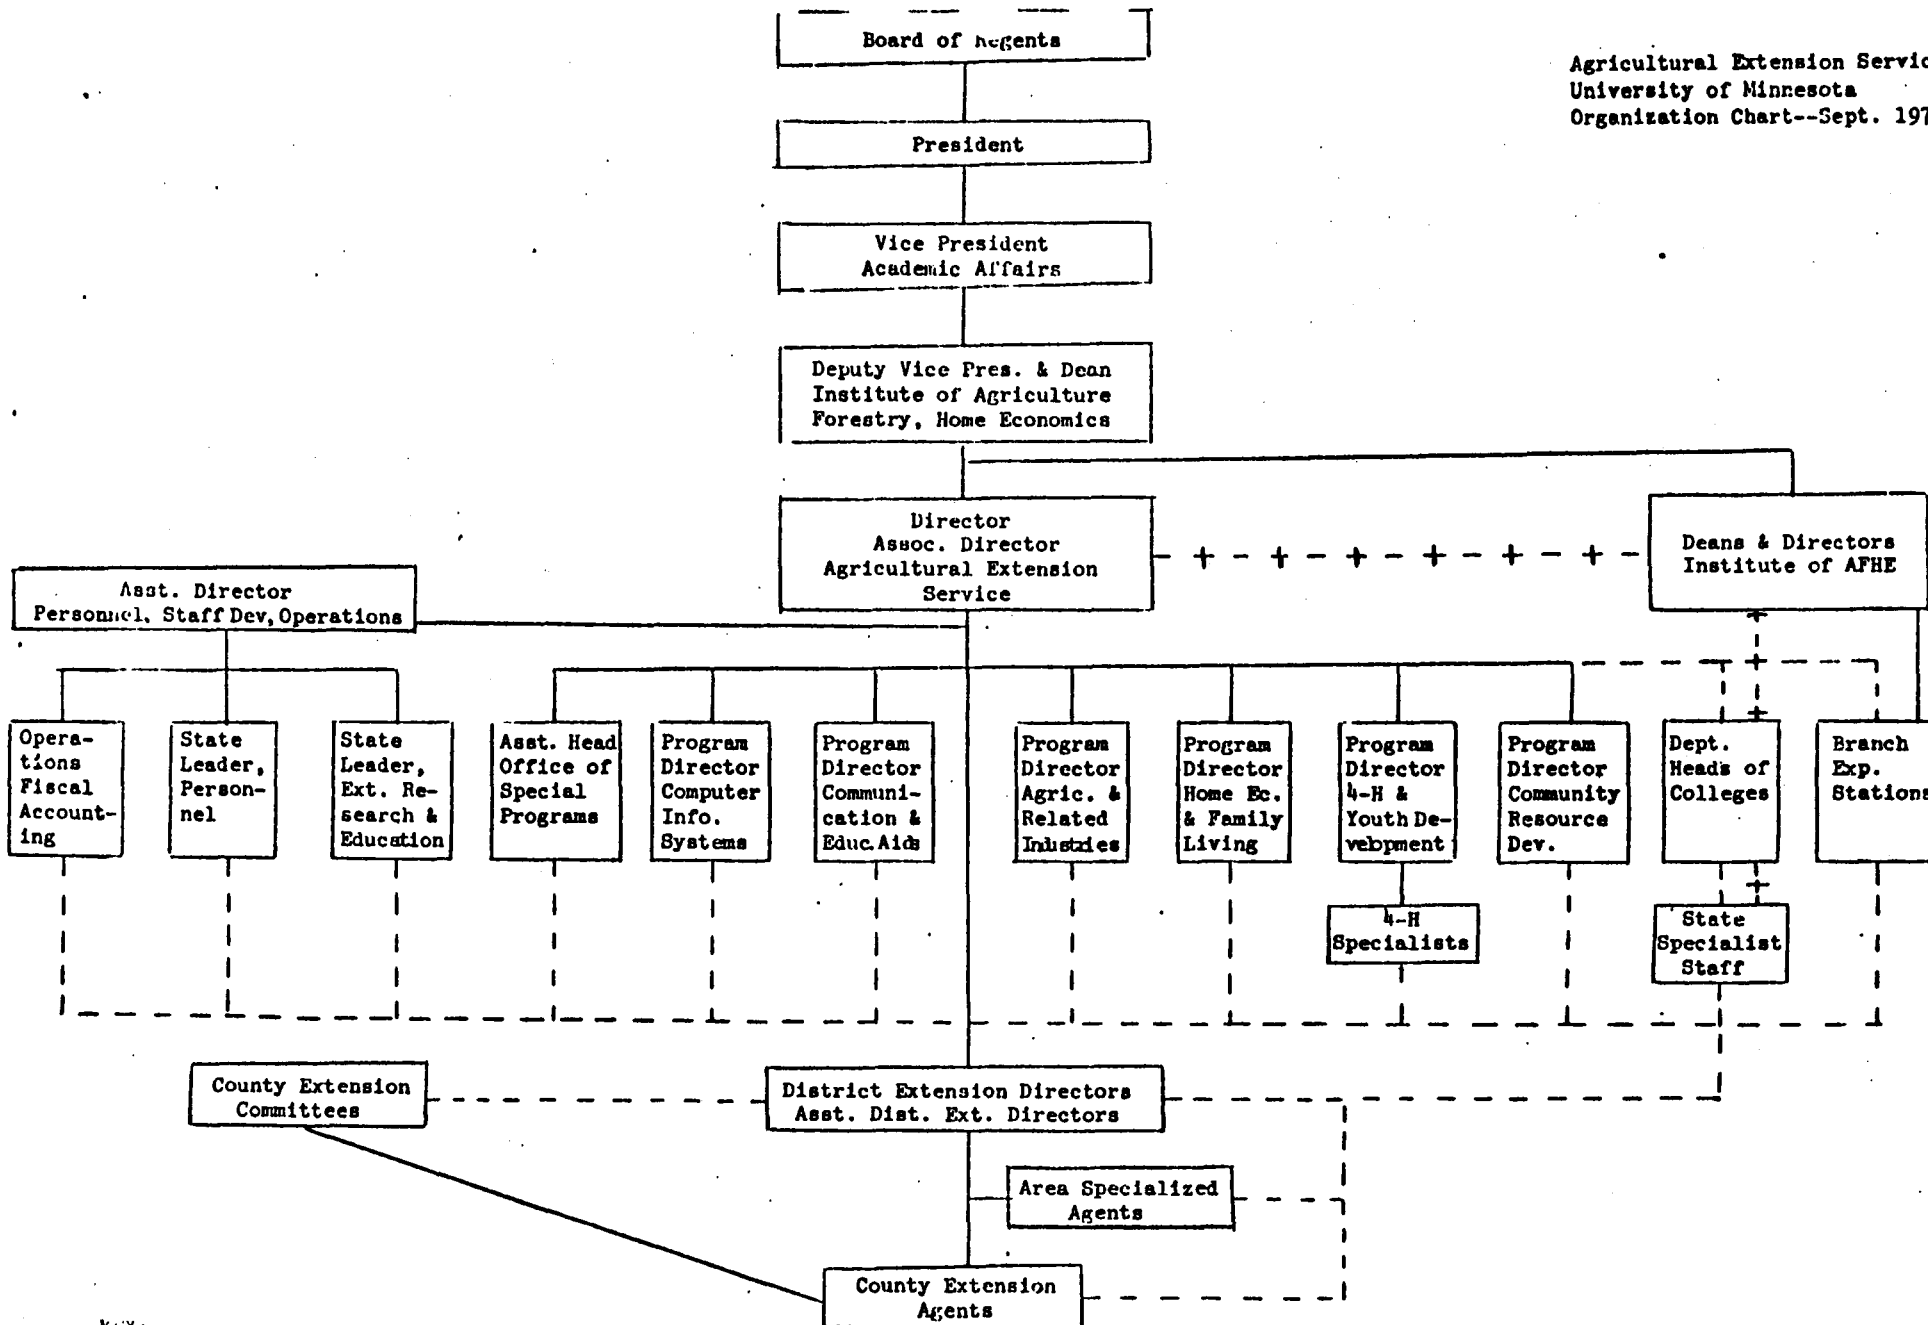 Board of Regents
Agricultural Extension Servic
University of Minnesota
Organization Chart--Sept. 197
President
Vice President
Academic Affairs
Deputy Vice Pres. & Dean
Institute of Agriculture
Forestry, Home Economics
Director
Assoc. Director
Agricultural Extension
Service
Deans & Directors
Institute of AFHE
Asst. Director
Personnel, Staff Dev, Operations
Opera-
tions
Fiscal
Account-
ing
State
Leader,
Person-
nel
State
Leader,
Ext. Re-
search &
Education
Asst. Head
Office of
Special
Programs
Program
Director
Computer
Info.
Systems
Program
Director
Communi-
cation &
Educ. Aids
Program
Director
Agric. &
Related
Industries
Program
Director
Home Ec.
& Family
Living
Program
Director
4-H &
Youth De-
velopment
Program
Director
Community
Resource
Dev.
Dept.
Heads of
Colleges
Branch
Exp.
Stations
4-H
Specialists
State
Specialist
Staff
County Extension
Committees
District Extension Directors
Asst. Dist. Ext. Directors
Area Specialized
Agents
County Extension
Agents